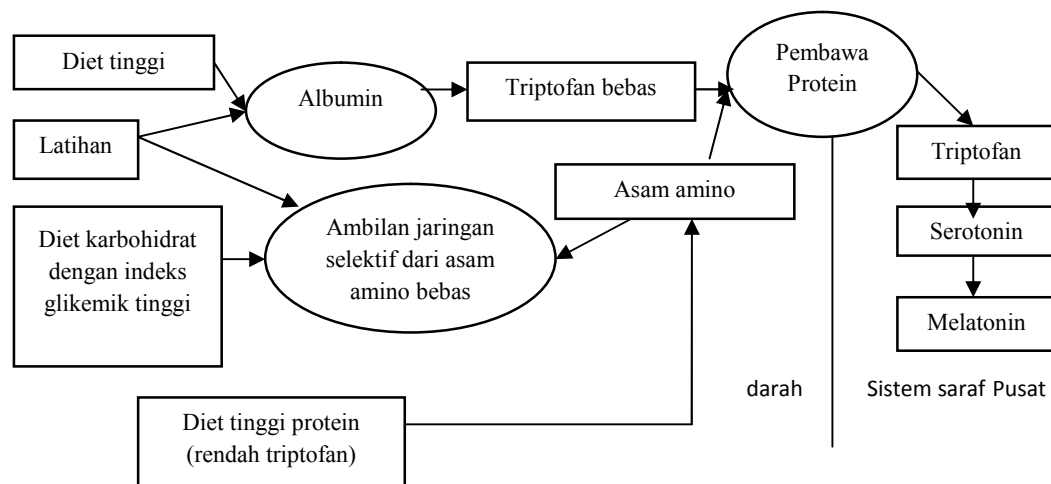 Diet tinggi
Latihan
Albumin
Triptofan bebas
Pembawa
Protein
Triptofan
Asam amino
Diet karbohidrat
dengan indeks
glikemik tinggi
Ambilan jaringan
selektif dari asam
amino bebas
Serotonin
Melatonin
darah
Sistem saraf Pusat
Diet tinggi protein
(rendah triptofan)